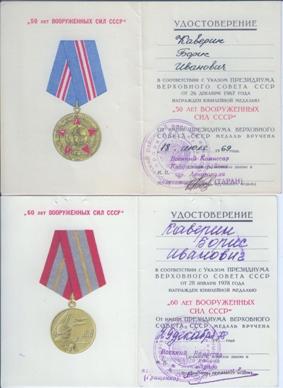 "50 ЛЕТ ВООРУЖЕННЫХ СИЛ СССР"
УДОСТОВЕРЕНИЕ
Каверин
Борис
Иванович
В СООТВЕТСТВИИ С УКАЗОМ ПРЕЗИДИУМА
ВЕРХОВНОГО СОВЕТА СССР
ОТ 26 ДЕКАБРЯ 1967 ГОДА
НАГРАЖДЕН ЮБИЛЕЙНОЙ МЕДАЛЬЮ
"50 ЛЕТ ВООРУЖЕННЫХ
СИЛ СССР"
ОТ ИМЕНИ ПРЕЗИДИУМА ВЕРХОВНОГО
СОВЕТА СССР МЕДАЛЬ ВРУЧЕНА
69
Военный Комиссар
"60 ЛЕТ ВООРУЖЕННЫХ СИЛ СССР"
УДОСТОВЕРЕНИЕ
Каверин
Борис
Иванович
В СООТВЕТСТВИИ С УКАЗОМ ПРЕЗИДИУМА
ВЕРХОВНОГО СОВЕТА СССР
ОТ 28 ЯНВАРЯ 1978 ГОДА
НАГРАЖДЕН ЮБИЛЕЙНОЙ МЕДАЛЬЮ
"60 ЛЕТ ВООРУЖЕННЫХ
СИЛ СССР"
ОТ ИМЕНИ ПРЕЗИДИУМА ВЕРХОВНОГО
СОВЕТА СССР МЕДАЛЬ ВРУЧЕНА